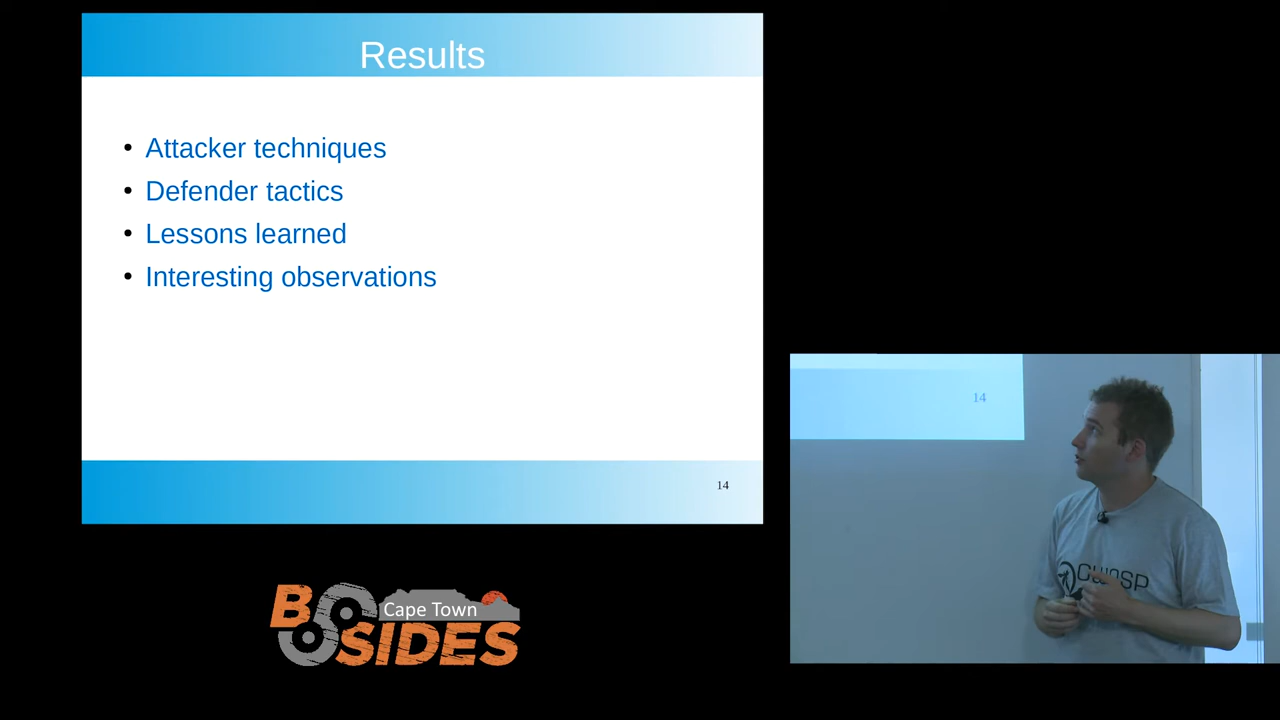 Results
• Attacker techniques
• Defender tactics
• Lessons learned
• Interesting observations
14
14
BSIDES
Cape Town